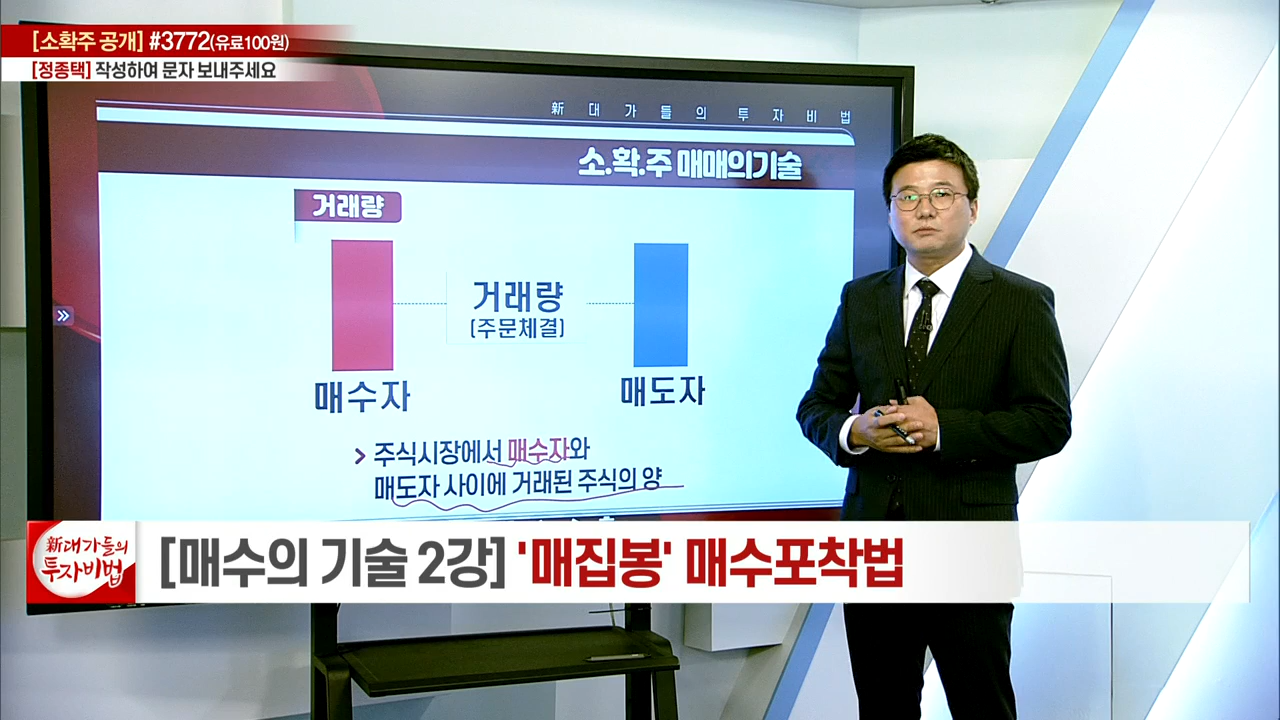 [소확주 공개] #3772(유료100원)
[정종택] 작성하여 문자 보내주세요
新 대가들의 투자비법
소.확.주 매매의기술
거래량
거래량
(주문체결)
매수자
매도자
주식시장에서 매수자와
매도자 사이에 거래된 주식의 양
新대가들의
투자비법
[매수의 기술 2강] '매집봉' 매수포착법